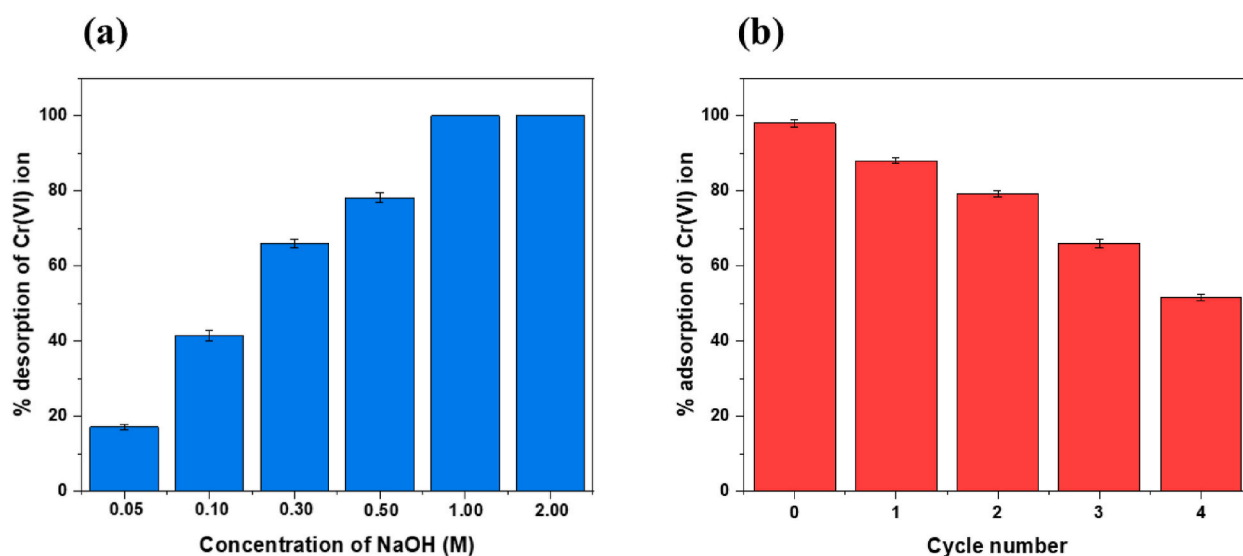 (a)
% desorption of Cr(VI) ion
100
80
60
40
20
0
0.05 0.10 0.30 0.50 1.00 2.00
Concentration of NaOH (M)
(b)
% adsorption of Cr(VI) ion
100
80
60
40
20
0
0 1 2 3 4
Cycle number